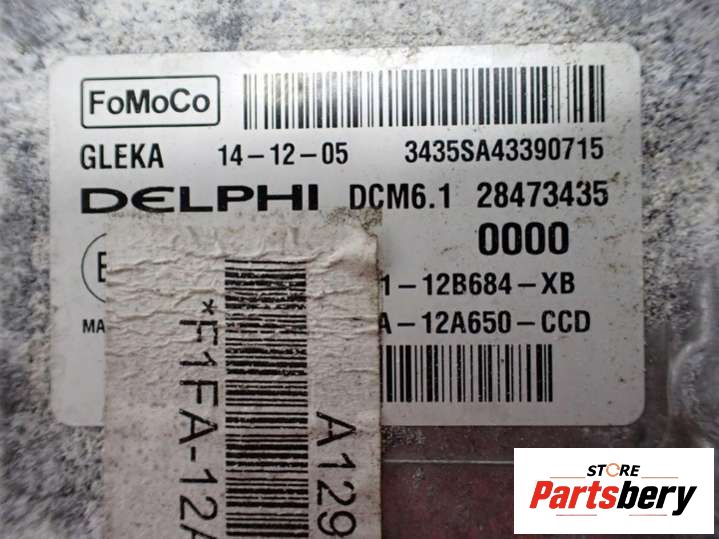 FoMoCo
GLEKA 14-12-05 3435SA43390715
DELPHI DCM6.1 28473435
0000
1-12B684-XB
MA A-12A650-CCD
*F1FA-12A
A129
STORE
Partsbery